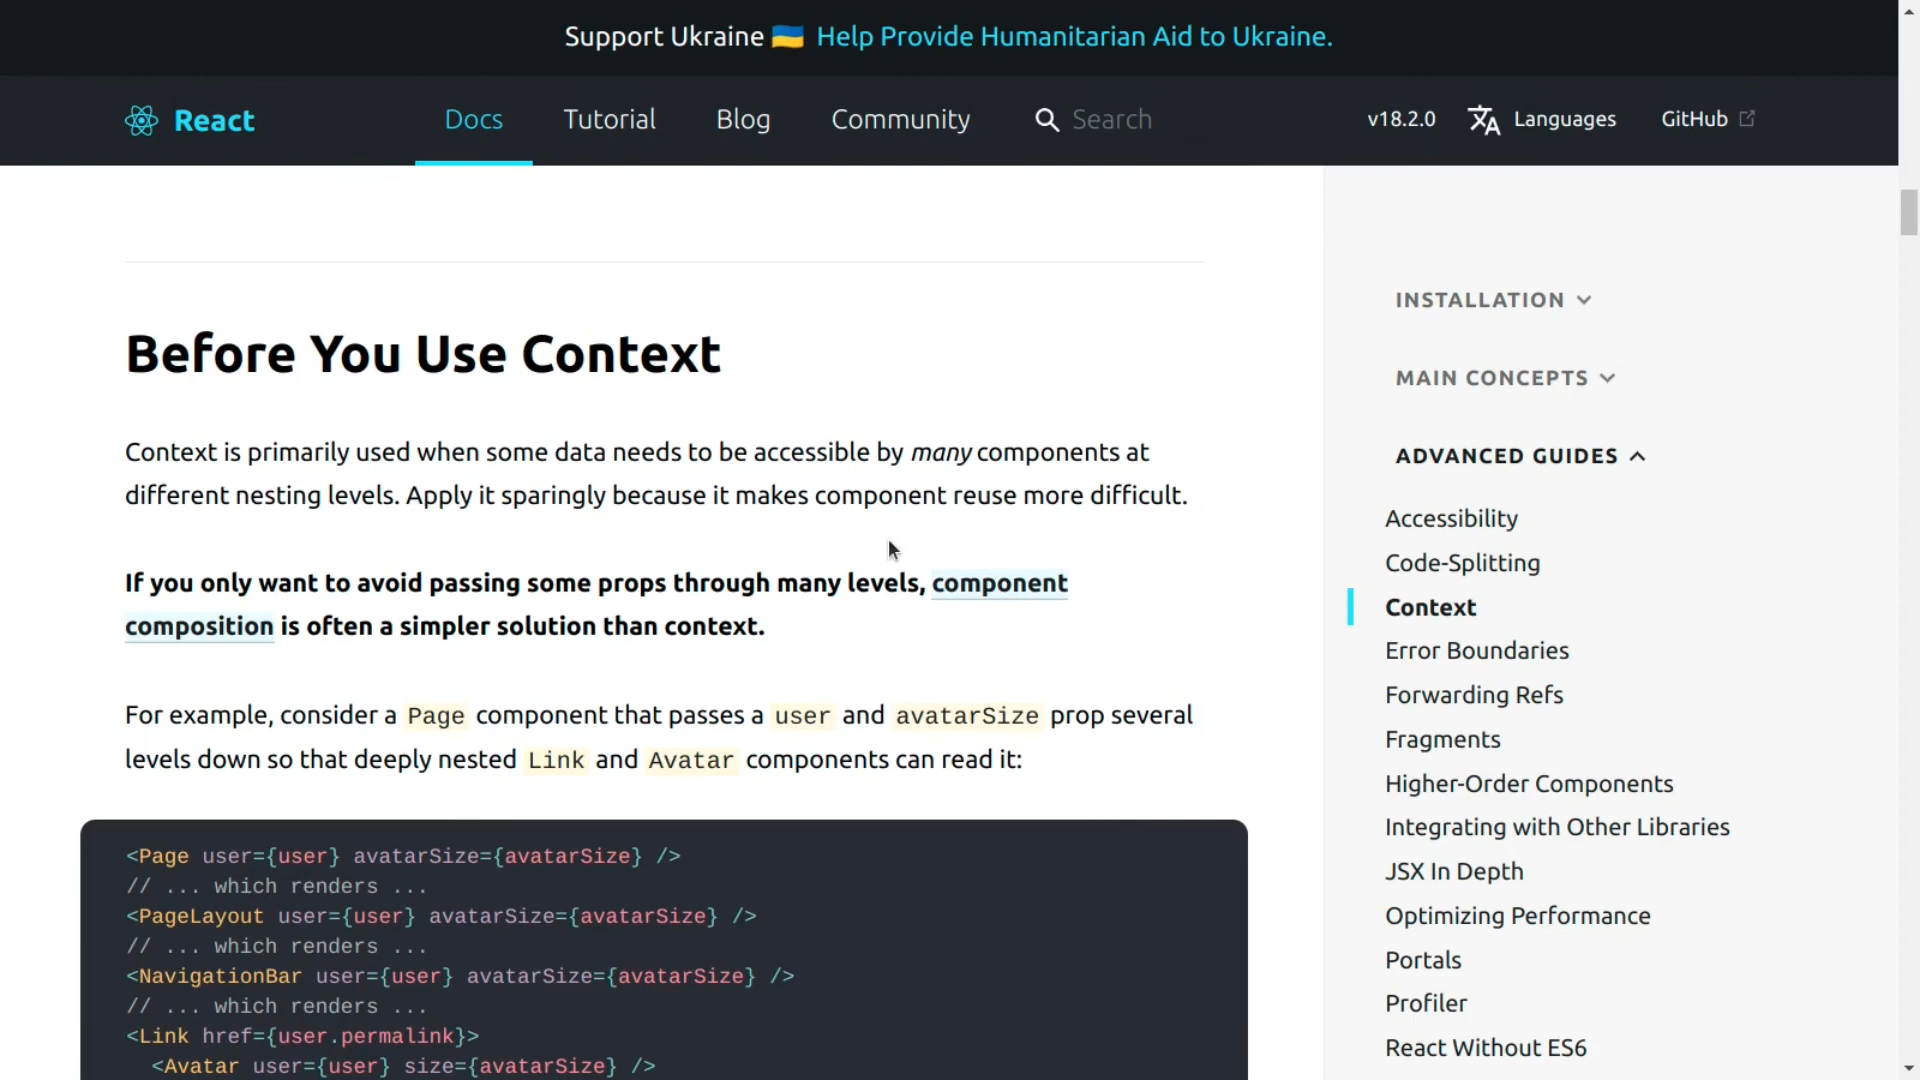 Support Ukraine 🇺🇦 Help Provide Humanitarian Aid to Ukraine.
React Docs Tutorial Blog Community Search v18.2.0 Languages GitHub
Before You Use Context
Context is primarily used when some data needs to be accessible by many components at
different nesting levels. Apply it sparingly because it makes component reuse more difficult.
If you only want to avoid passing some props through many levels, component
composition is often a simpler solution than context.
For example, consider a Page component that passes a user and avatarSize prop several
levels down so that deeply nested Link and Avatar components can read it:
<Page user={user} avatarSize={avatarSize} />
// ... which renders ...
<PageLayout user={user} avatarSize={avatarSize} />
// ... which renders ...
<NavigationBar user={user} avatarSize={avatarSize} />
// ... which renders ...
<Link href={user.permalink}>
  <Avatar user={user} size={avatarSize} />
INSTALLATION
MAIN CONCEPTS
ADVANCED GUIDES
Accessibility
Code-Splitting
Context
Error Boundaries
Forwarding Refs
Fragments
Higher-Order Components
Integrating with Other Libraries
JSX In Depth
Optimizing Performance
Portals
Profiler
React Without ES6